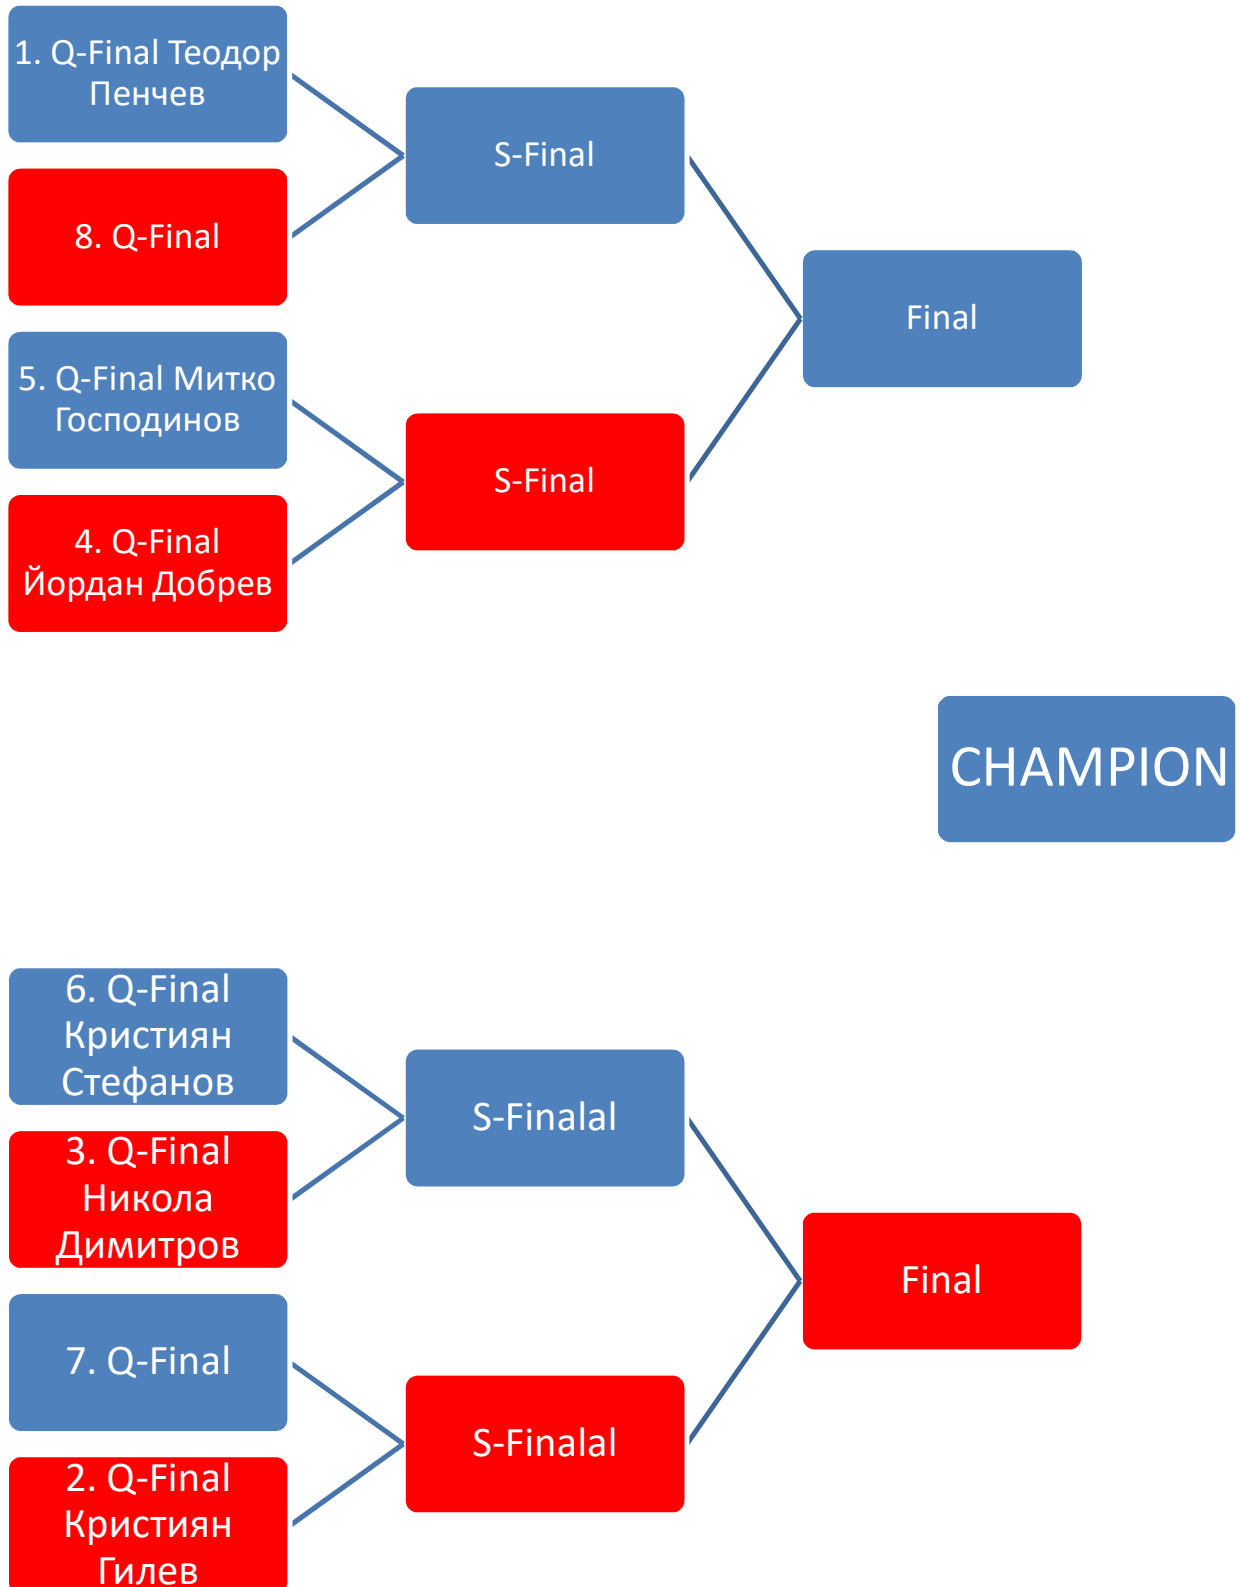 1. Q-Final Теодор
Пенчев
8. Q-Final
5. Q-Final Митко
Господинов
4. Q-Final
Йордан Добрев
S-Final
S-Final
Final
CHAMPION
6. Q-Final
Кристиян
Стефанов
3. Q-Final
Никола
Димитров
7. Q-Final
2. Q-Final
Кристиян
Гилев
S-Finalal
S-Finalal
Final